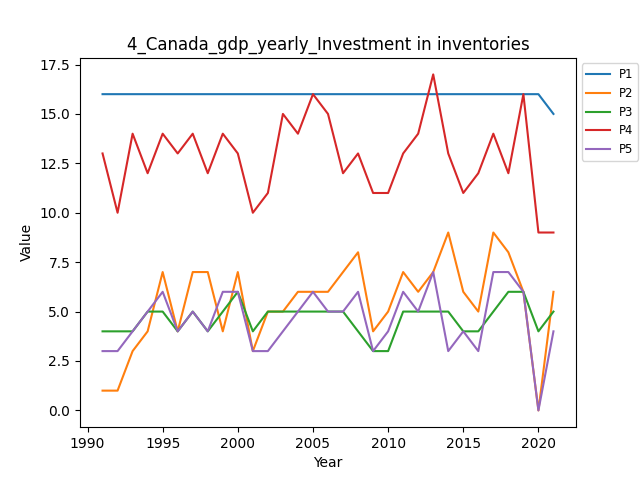 4_Canada_gdp_yearly_Investment in inventories
17.5
15.0
12.5
10.0
7.5
5.0
2.5
0.0
Value
1990 1995 2000 2005 2010 2015 2020
Year
P1
P2
P3
P4
P5